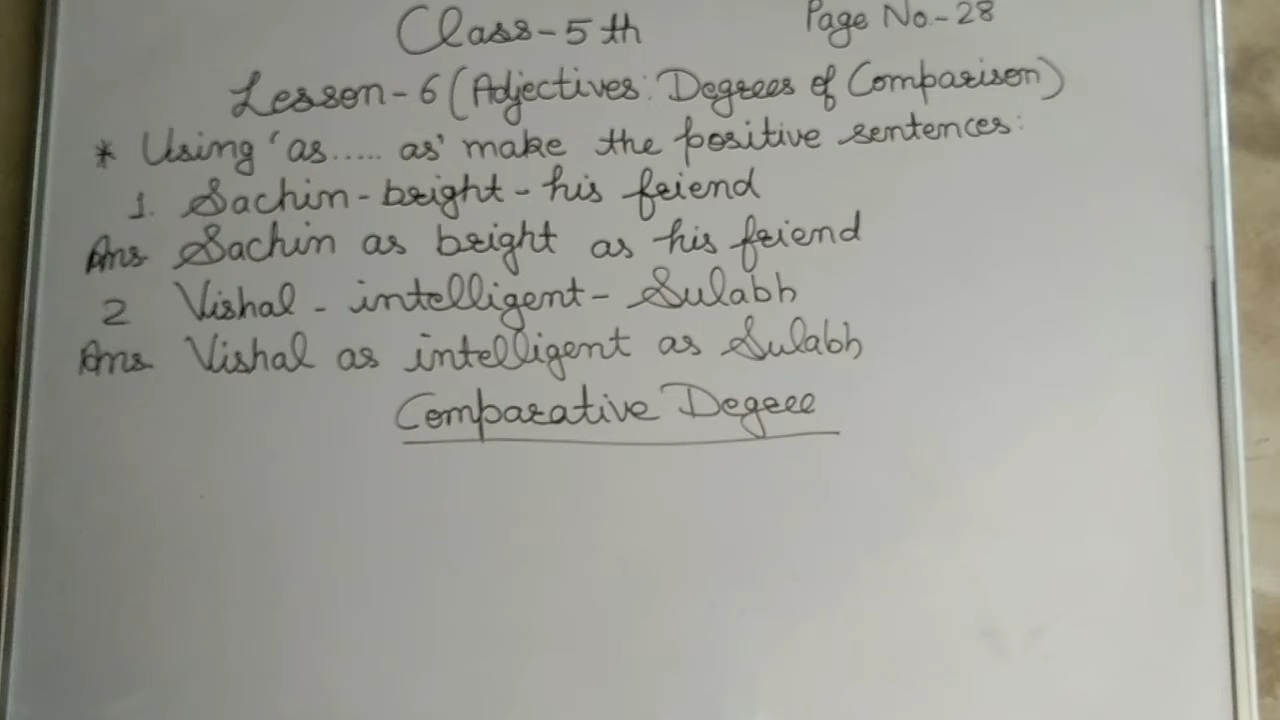 Class-5th Page No.-28
Lesson-6 (Adjectives: Degrees of Comparison)
* Using 'as..... as' make the positive sentences:
1. Sachin-bright-his friend
Ans Sachin as bright as his friend
2 Vishal - intelligent- Sulabh
Ans Vishal as intelligent as Sulabh
Comparative Degree